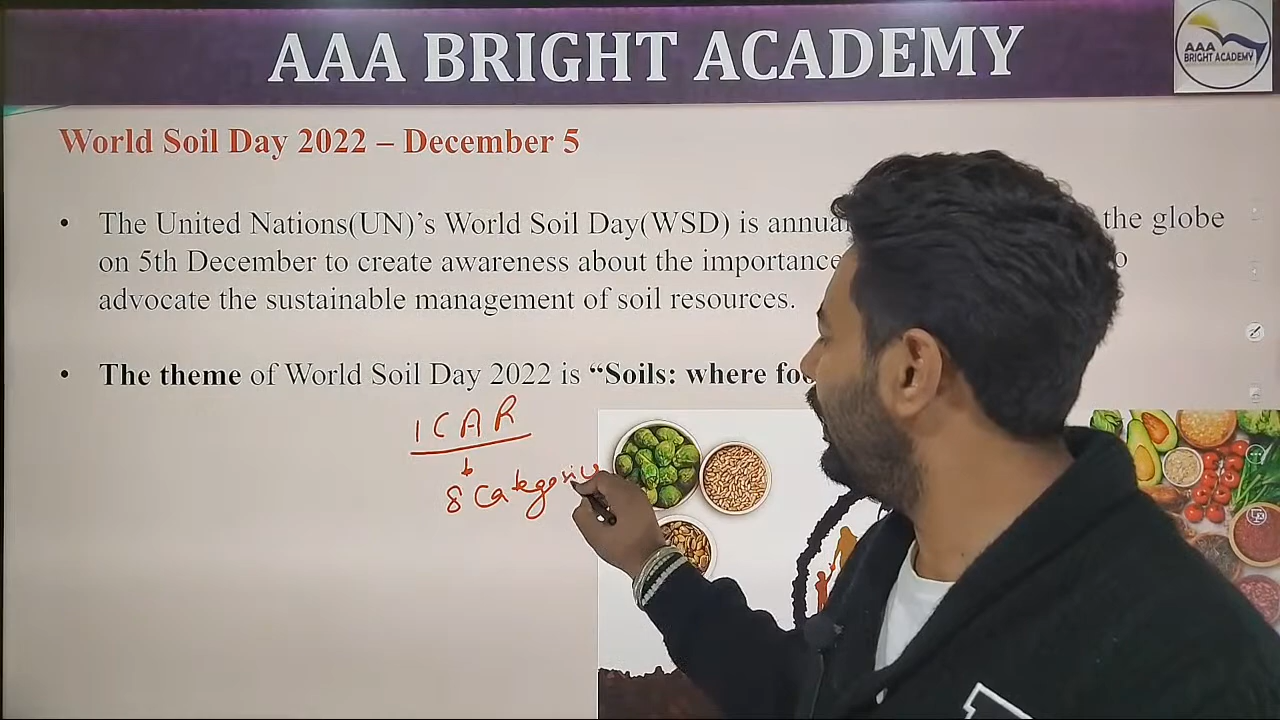 AAA BRIGHT ACADEMY
AAA
BRIGHT ACADEMY
World Soil Day 2022 – December 5
• The United Nations(UN)’s World Soil Day(WSD) is the globe
on 5th December to create awareness about the importance
advocate the sustainable management of soil resources.
• The theme of World Soil Day 2022 is “Soils: where
ICAR
8 Categories